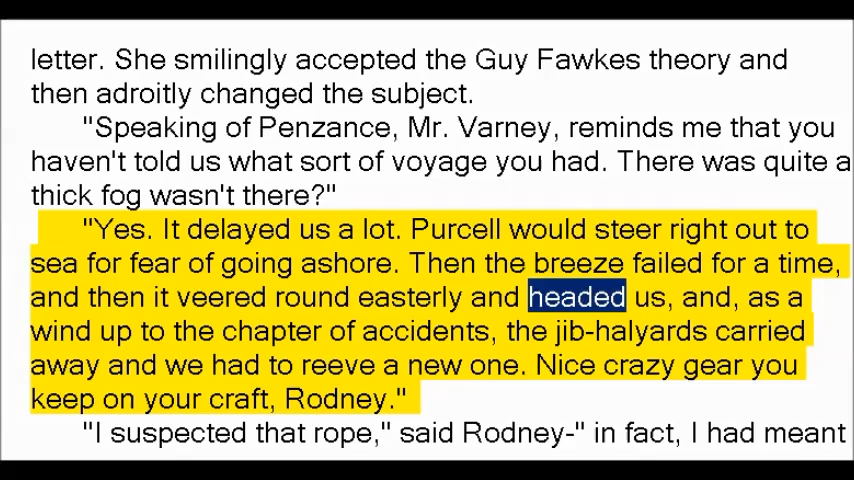 letter. She smilingly accepted the Guy Fawkes theory and
then adroitly changed the subject.
"Speaking of Penzance, Mr. Varney, reminds me that you
haven't told us what sort of voyage you had. There was quite a
thick fog wasn't there?"
"Yes. It delayed us a lot. Purcell would steer right out to
sea for fear of going ashore. Then the breeze failed for a time,
and then it veered round easterly and headed us, and, as a
wind up to the chapter of accidents, the jib-halyards carried
away and we had to reeve a new one. Nice crazy gear you
keep on your craft, Rodney."
"I suspected that rope," said Rodney-" in fact, I had meant